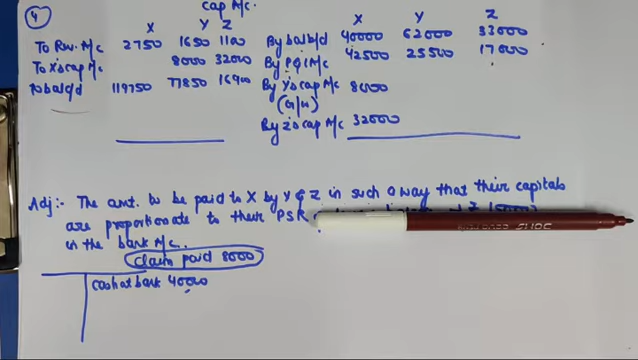 4
Cap A/c.
X Y Z X Y Z
To Rev. A/c 2750 1650 1100 By bal b/d 40000 62000 33000
To X's cap A/c 8000 32000 By P&L A/c 42500 25500 17000
To bal c/d 119750 77850 16900 By Y's cap A/c 8000
(G/W)
By Z's cap A/c 32000
Adj:- The amt. to be paid to X by Y & Z in such a way that their capitals
are proportionate to their PSR
in the bank A/c.
claim paid 8000
cash at bank 40000